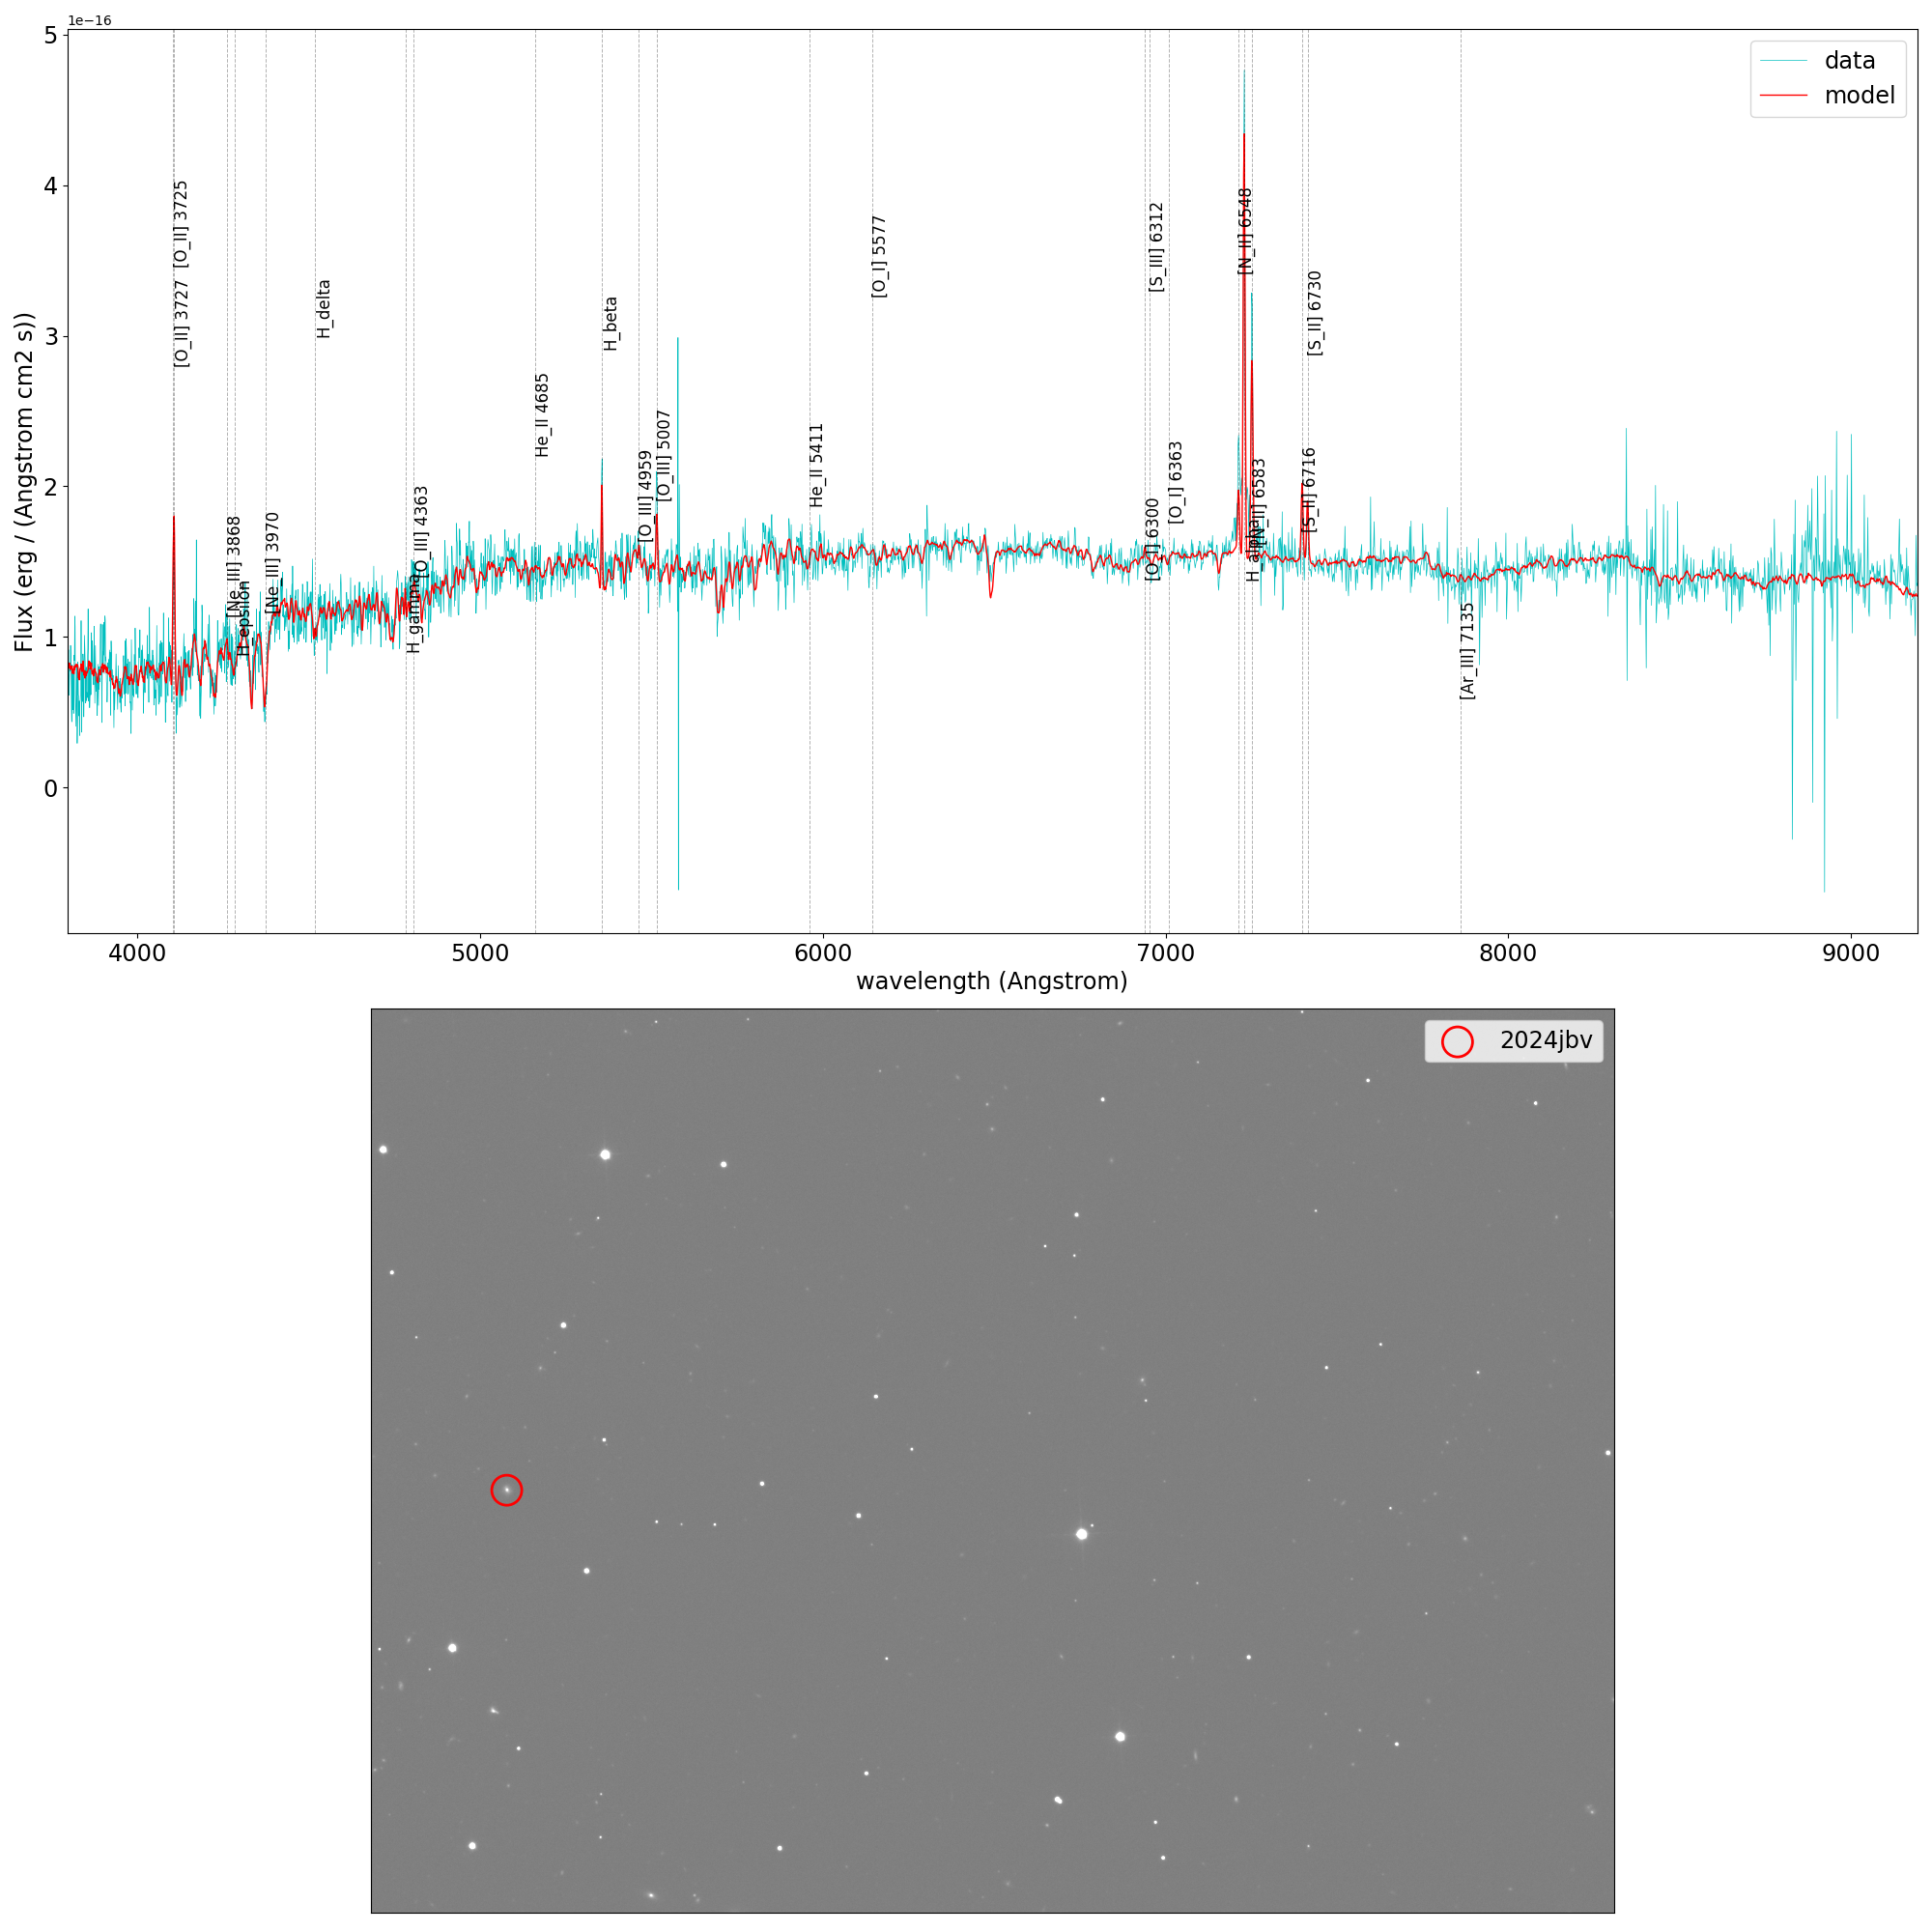 1e−16
5
4
3
2
1
0
Flux (erg / (Angstrom cm2 s))
data
model
[O_II] 3727
[O_II] 3725
[Ne_III] 3868
H_epsilon
[Ne_III] 3970
H_delta
H_gamma
[O_III] 4363
He_II 4685
H_beta
[O_III] 4959
[O_III] 5007
He_II 5411
[O_I] 5577
[O_I] 6300
[S_III] 6312
[O_I] 6363
[N_II] 6548
H_alpha
[N_II] 6583
[S_II] 6716
[S_II] 6730
[Ar_III] 7135
4000
5000
6000
7000
8000
9000
wavelength (Angstrom)
2024jbv